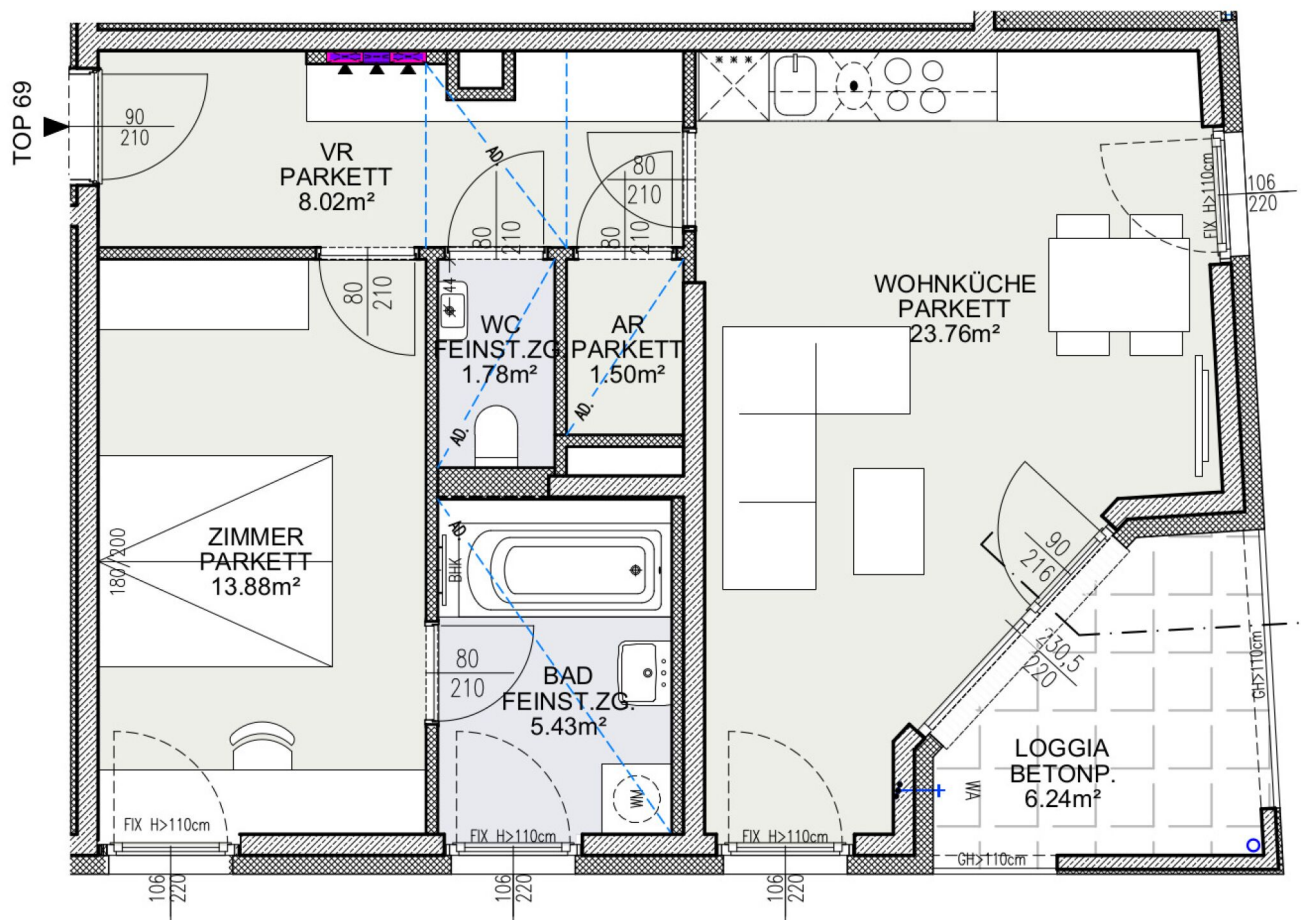 TOP 69
90
210
VR
PARKETT
8.02m²
AD.
80
210
80
210
80
210
80
210
44
WC
FEINST.ZG.
1.78m²
AD.
AR
PARKETT
1.50m²
AD.
WOHNKÜCHE
PARKETT
23.76m²
FIX H>110cm
106
220
ZIMMER
PARKETT
13.88m²
180/200
AD.
BHK
80
210
BAD
FEINST.ZG.
5.43m²
WM
90
216
230,5
220
LOGGIA
BETONP.
6.24m²
WA
GH>110cm
GH>110cm
FIX H>110cm
106
220
FIX H>110cm
106
220
FIX H>110cm
106
220